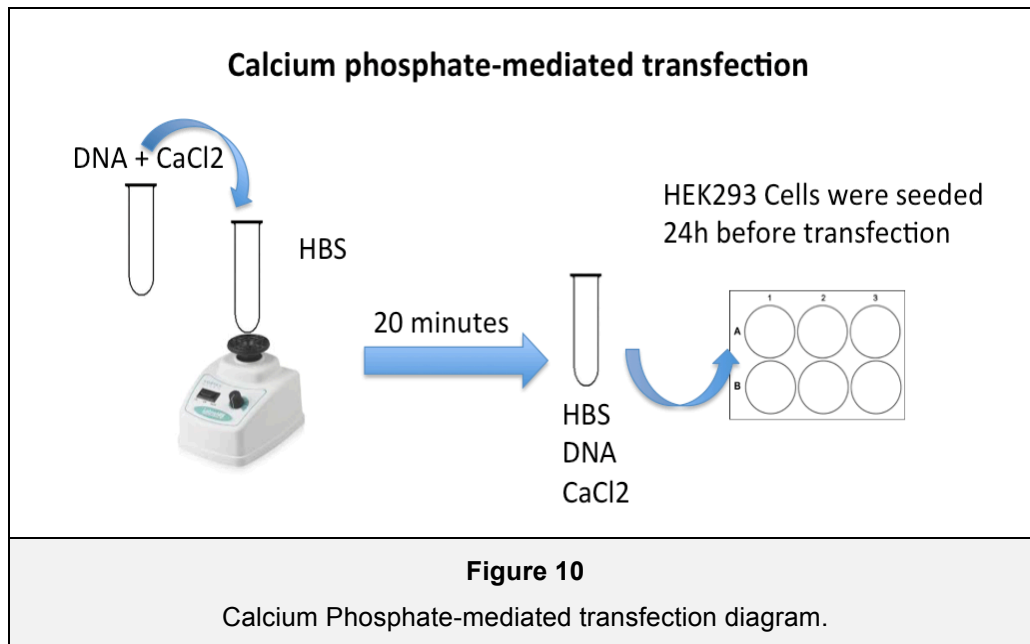 Calcium phosphate-mediated transfection
DNA + CaCl2
HBS
20 minutes
HBS
DNA
CaCl2
HEK293 Cells were seeded
24h before transfection
1 2 3
A
B
Figure 10
Calcium Phosphate-mediated transfection diagram.